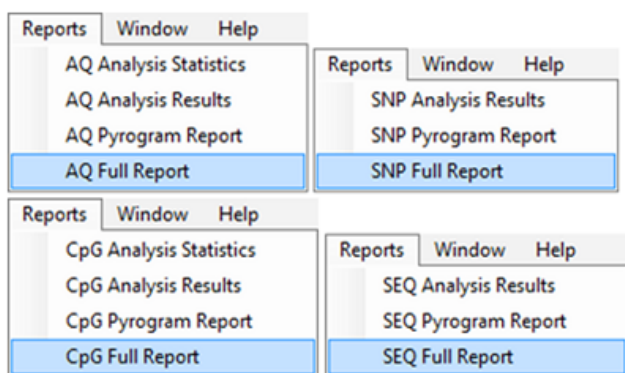 Reports Window Help
AQ Analysis Statistics
AQ Analysis Results
AQ Pyrogram Report
AQ Full Report
Reports Window Help
SNP Analysis Results
SNP Pyrogram Report
SNP Full Report
Reports Window Help
CpG Analysis Statistics
CpG Analysis Results
CpG Pyrogram Report
CpG Full Report
Reports Window Help
SEQ Analysis Results
SEQ Pyrogram Report
SEQ Full Report